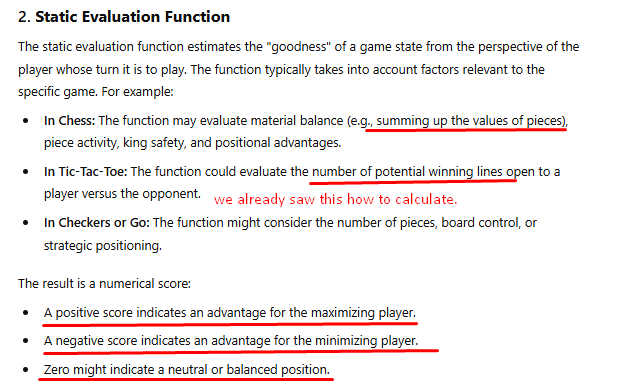 2. Static Evaluation Function
The static evaluation function estimates the "goodness" of a game state from the perspective of the
player whose turn it is to play. The function typically takes into account factors relevant to the
specific game. For example:
• In Chess: The function may evaluate material balance (e.g., summing up the values of pieces),
piece activity, king safety, and positional advantages.
• In Tic-Tac-Toe: The function could evaluate the number of potential winning lines open to a
player versus the opponent. we already saw this how to calculate.
• In Checkers or Go: The function might consider the number of pieces, board control, or
strategic positioning.
The result is a numerical score:
• A positive score indicates an advantage for the maximizing player.
• A negative score indicates an advantage for the minimizing player.
• Zero might indicate a neutral or balanced position.